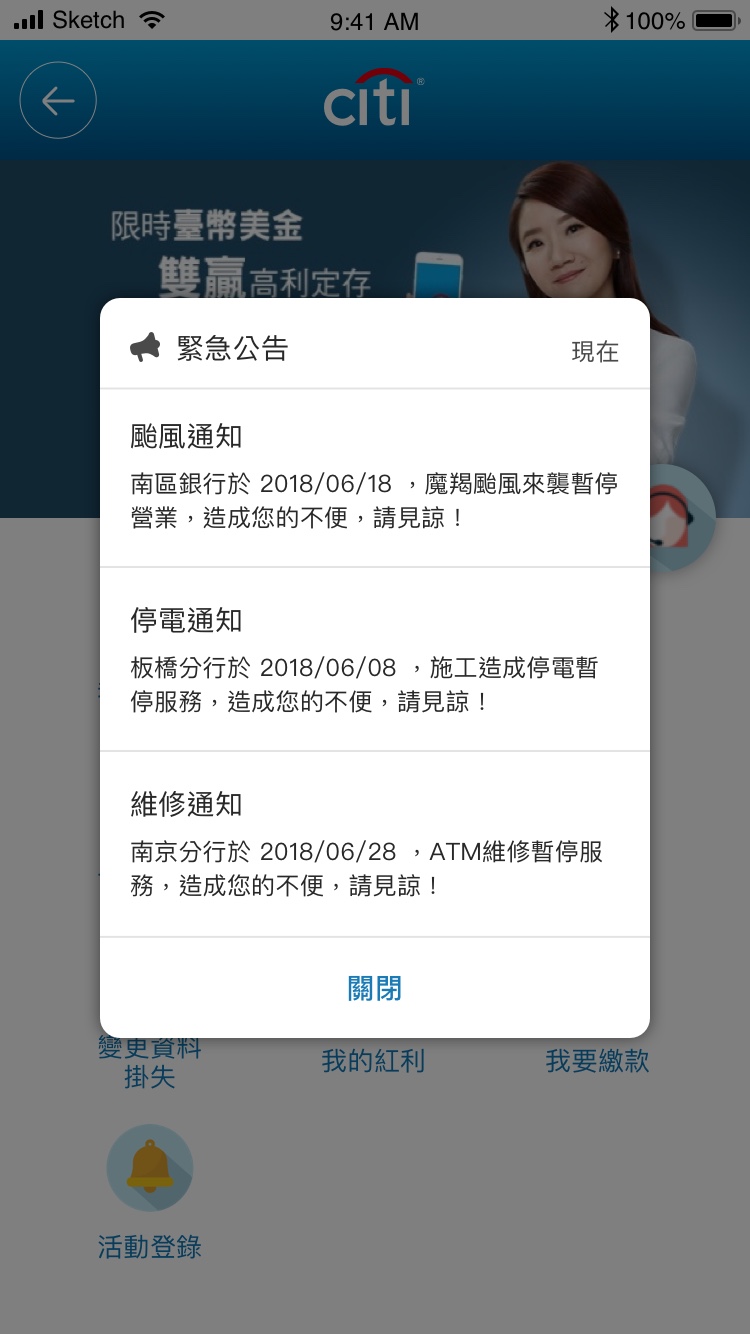 Sketch 9:41 AM 100%
citi®
限時臺幣美金
雙贏高利定存
緊急公告 現在
颱風通知
南區銀行於 2018/06/18 ，魔羯颱風來襲暫停
營業，造成您的不便，請見諒！
停電通知
板橋分行於 2018/06/08 ，施工造成停電暫
停服務，造成您的不便，請見諒！
維修通知
南京分行於 2018/06/28 ，ATM維修暫停服
務，造成您的不便，請見諒！
關閉
變更資料
掛失
我的紅利
我要繳款
活動登錄